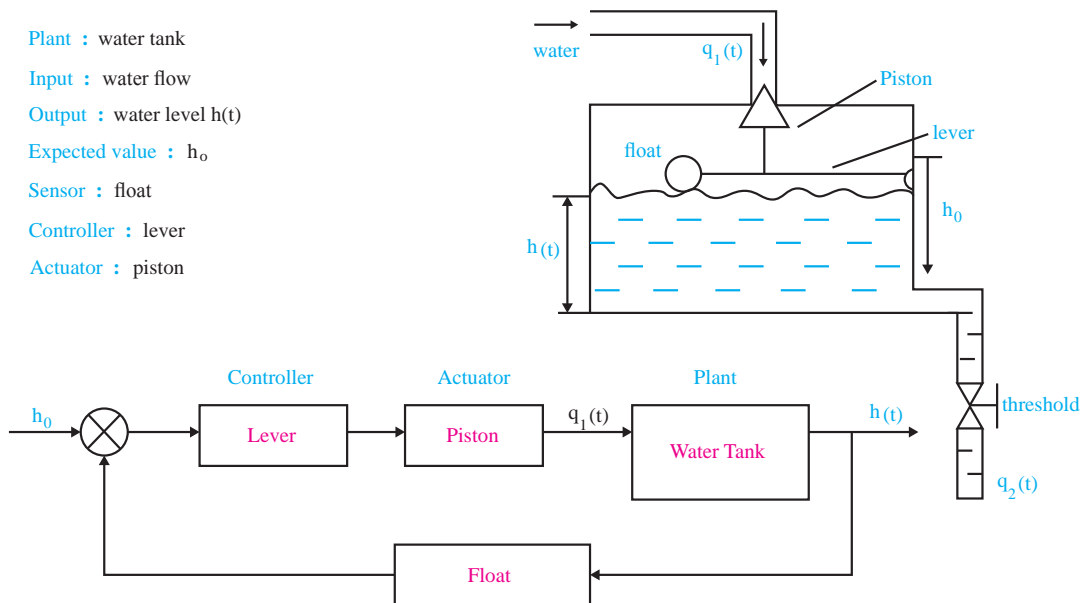 Plant : water tank
Input : water flow
Output : water level h(t)
Expected value : h₀
Sensor : float
Controller : lever
Actuator : piston
water
q₁(t)
Piston
lever
float
h₀
h(t)
threshold
q₂(t)
Controller
Actuator
Plant
h₀
Lever
Piston
q₁(t)
Water Tank
h(t)
Float